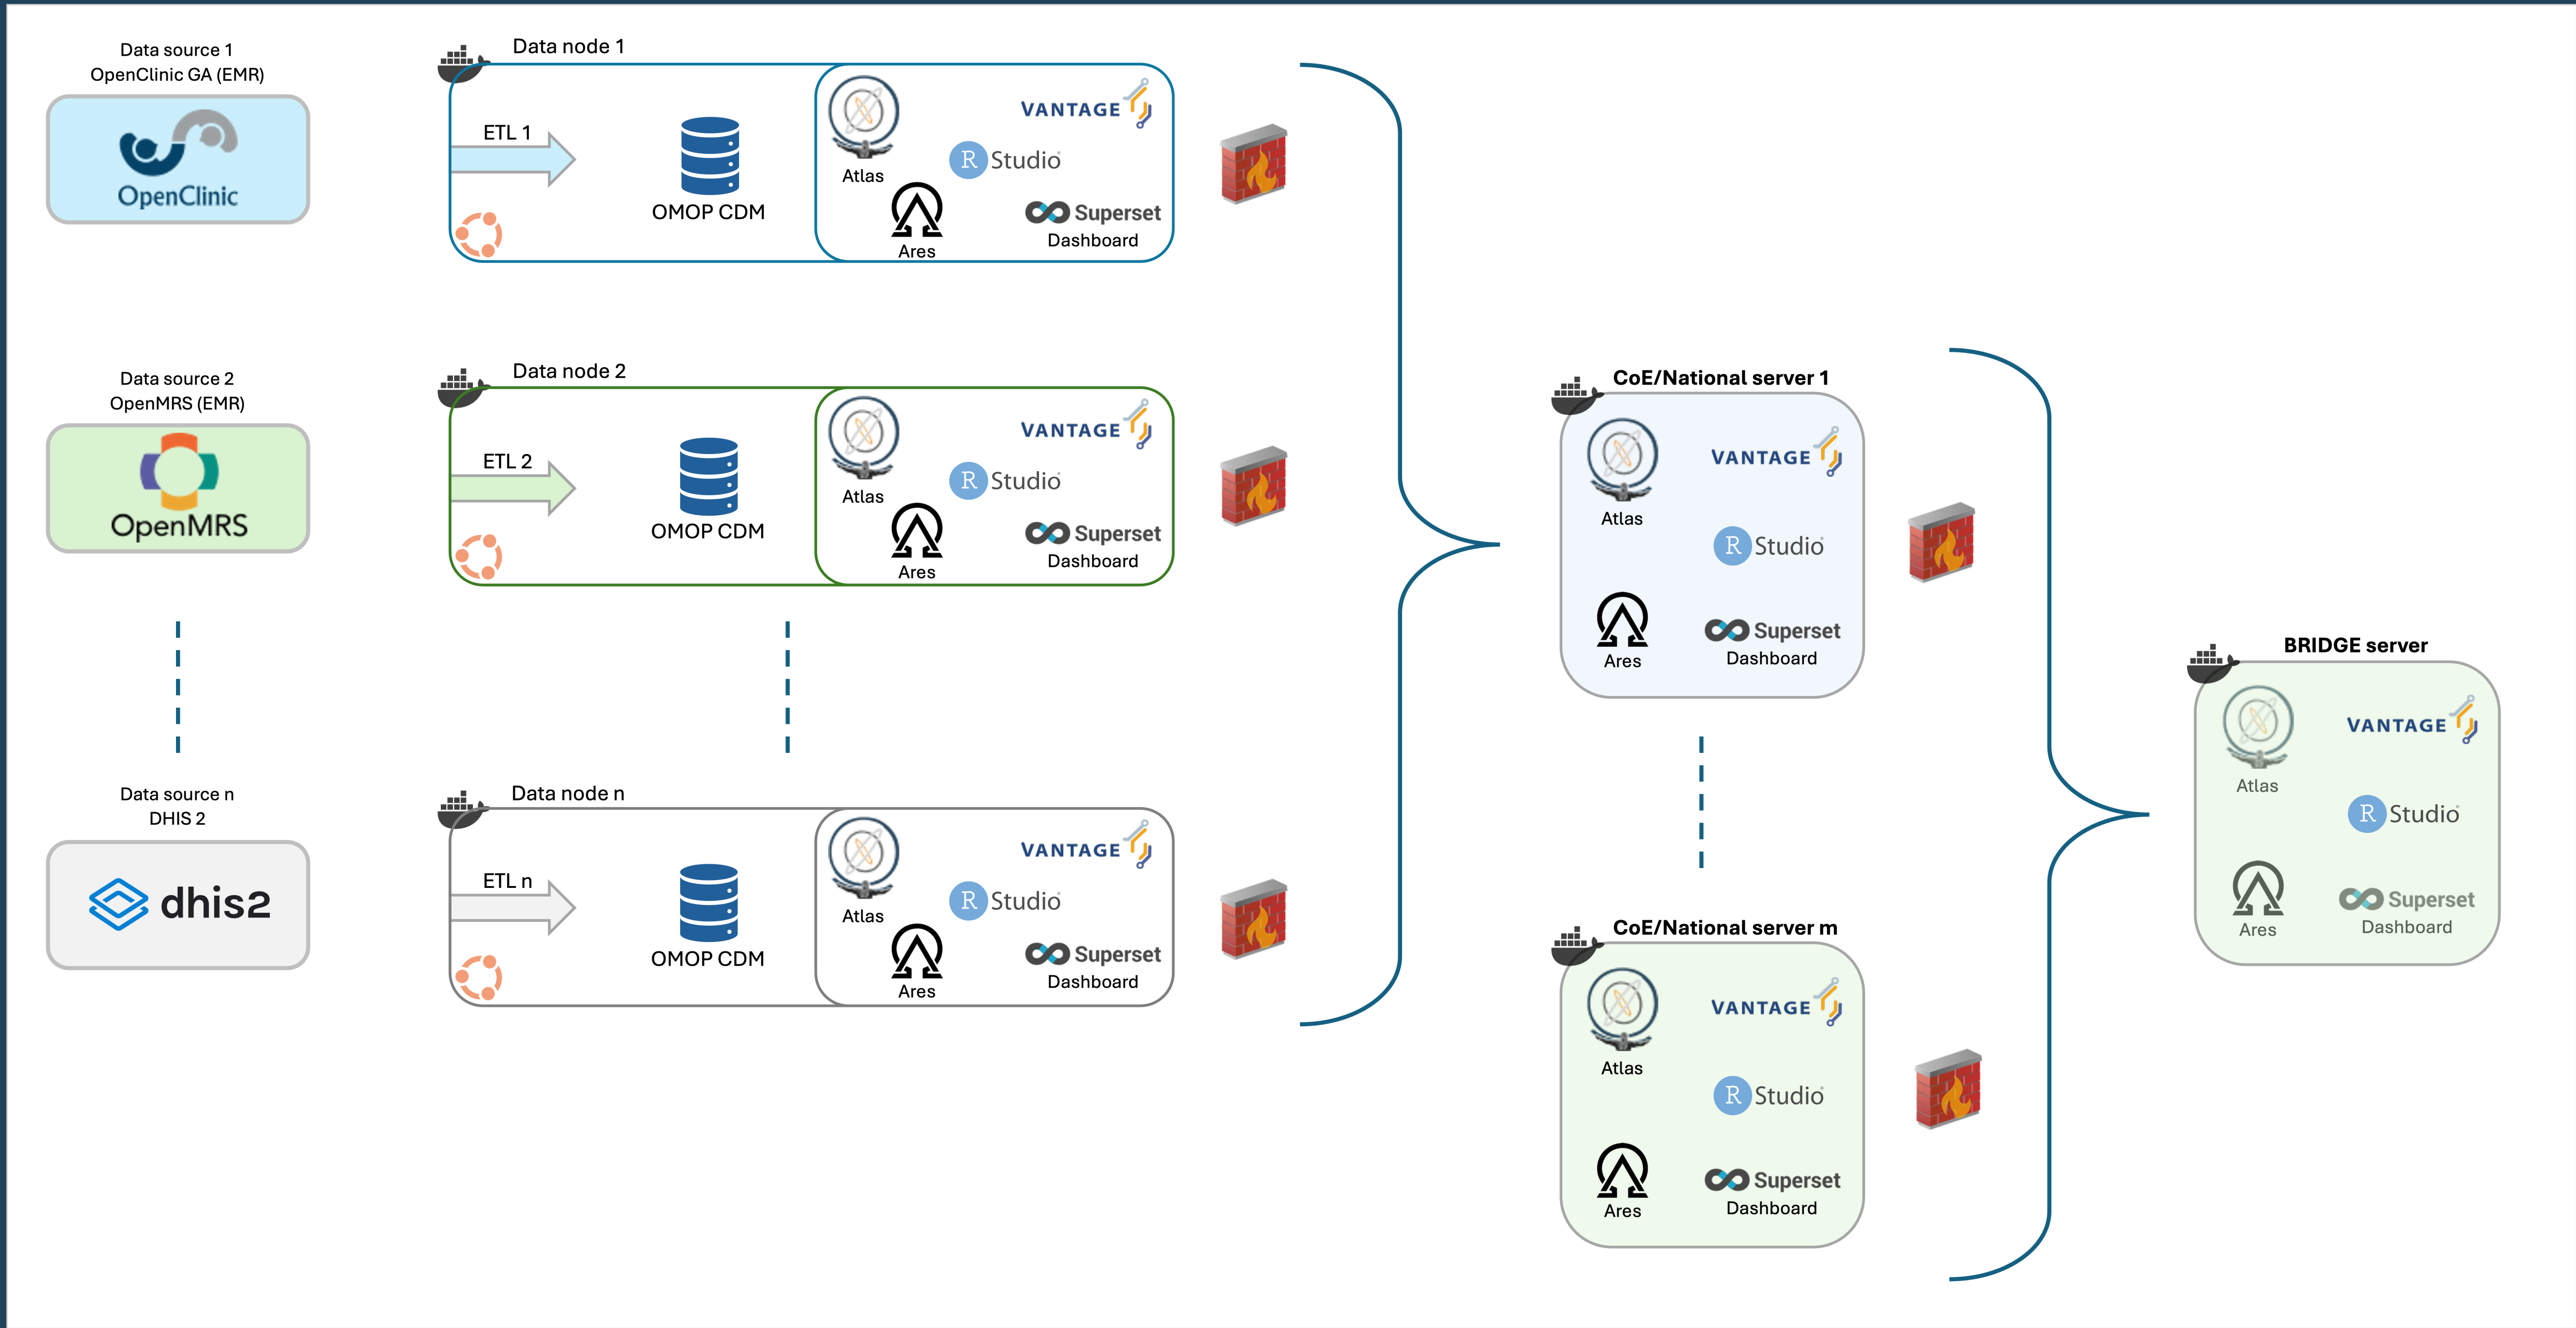 Data source 1
OpenClinic GA (EMR)
OpenClinic
Data node 1
ETL 1
OMOP CDM
Atlas
VANTAGE
R Studio
Ares
Superset
Dashboard
Data source 2
OpenMRS (EMR)
OpenMRS
Data node 2
ETL 2
OMOP CDM
Atlas
VANTAGE
R Studio
Ares
Superset
Dashboard
Data source n
DHIS 2
dhis2
Data node n
ETL n
OMOP CDM
Atlas
VANTAGE
R Studio
Ares
Superset
Dashboard
CoE/National server 1
Atlas
VANTAGE
R Studio
Ares
Superset
Dashboard
CoE/National server m
Atlas
VANTAGE
R Studio
Ares
Superset
Dashboard
BRIDGE server
Atlas
VANTAGE
R Studio
Ares
Superset
Dashboard